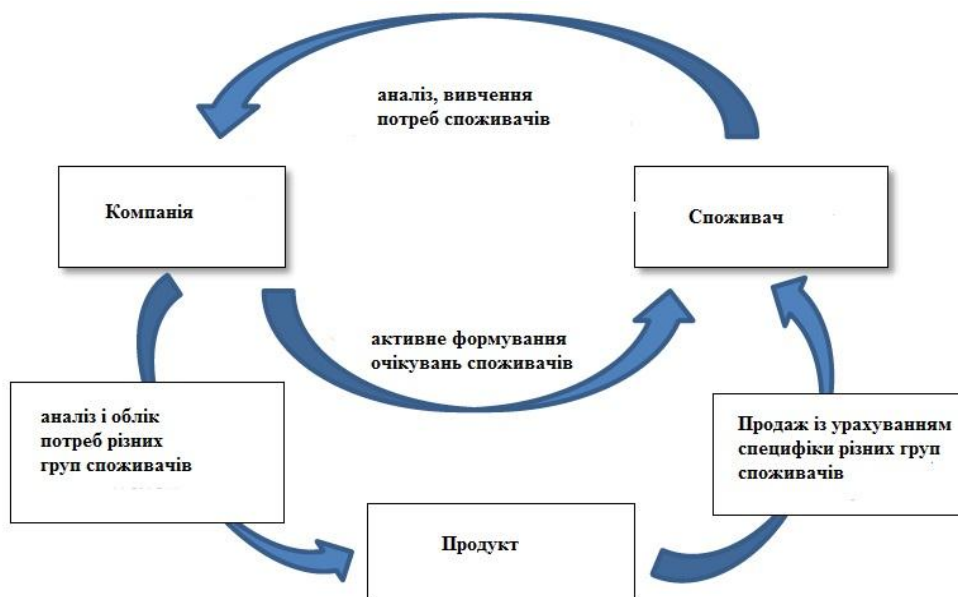 аналіз, вивчення
потреб споживачів
Компанія
Споживач
активне формування
очікувань споживачів
аналіз і облік
потреб різних
груп споживачів
Продаж із урахуванням
специфіки різних груп
споживачів
Продукт